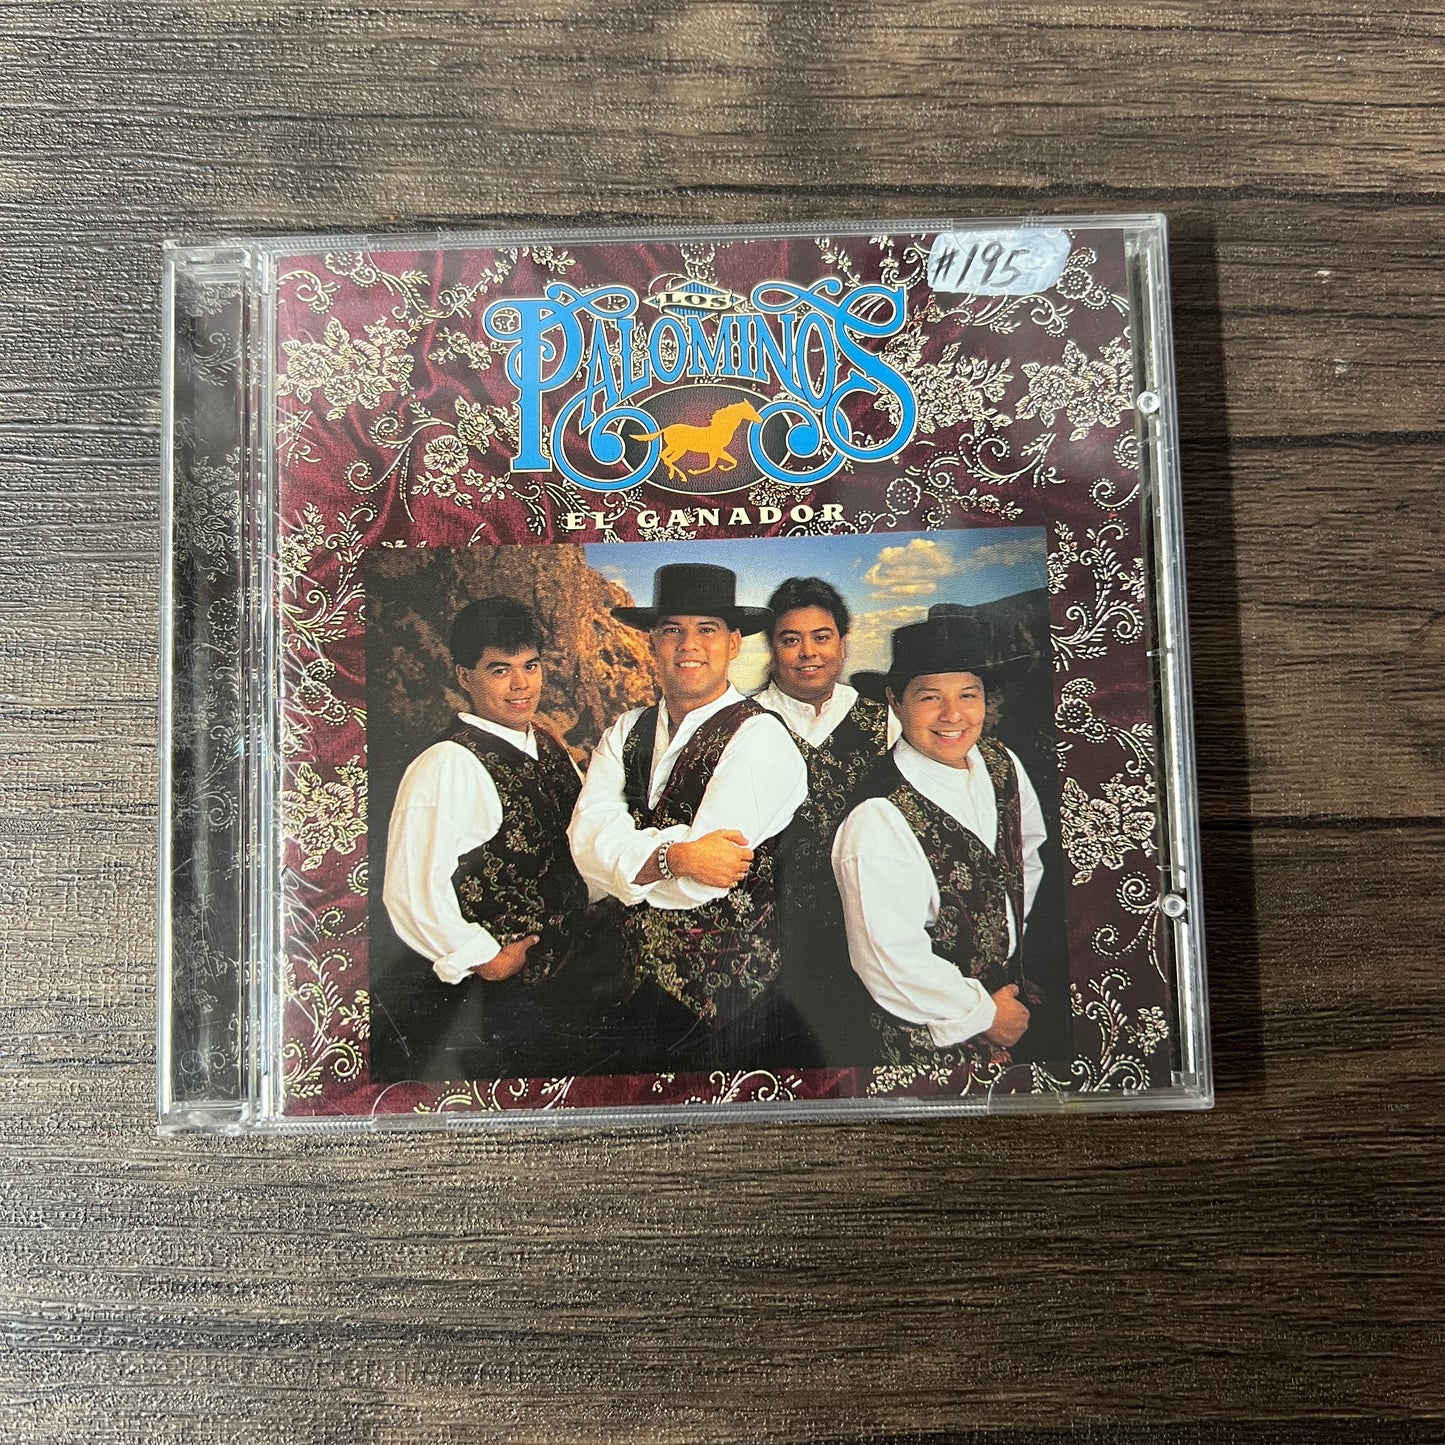 #195
LOS
PALOMINOS
EL GANADOR